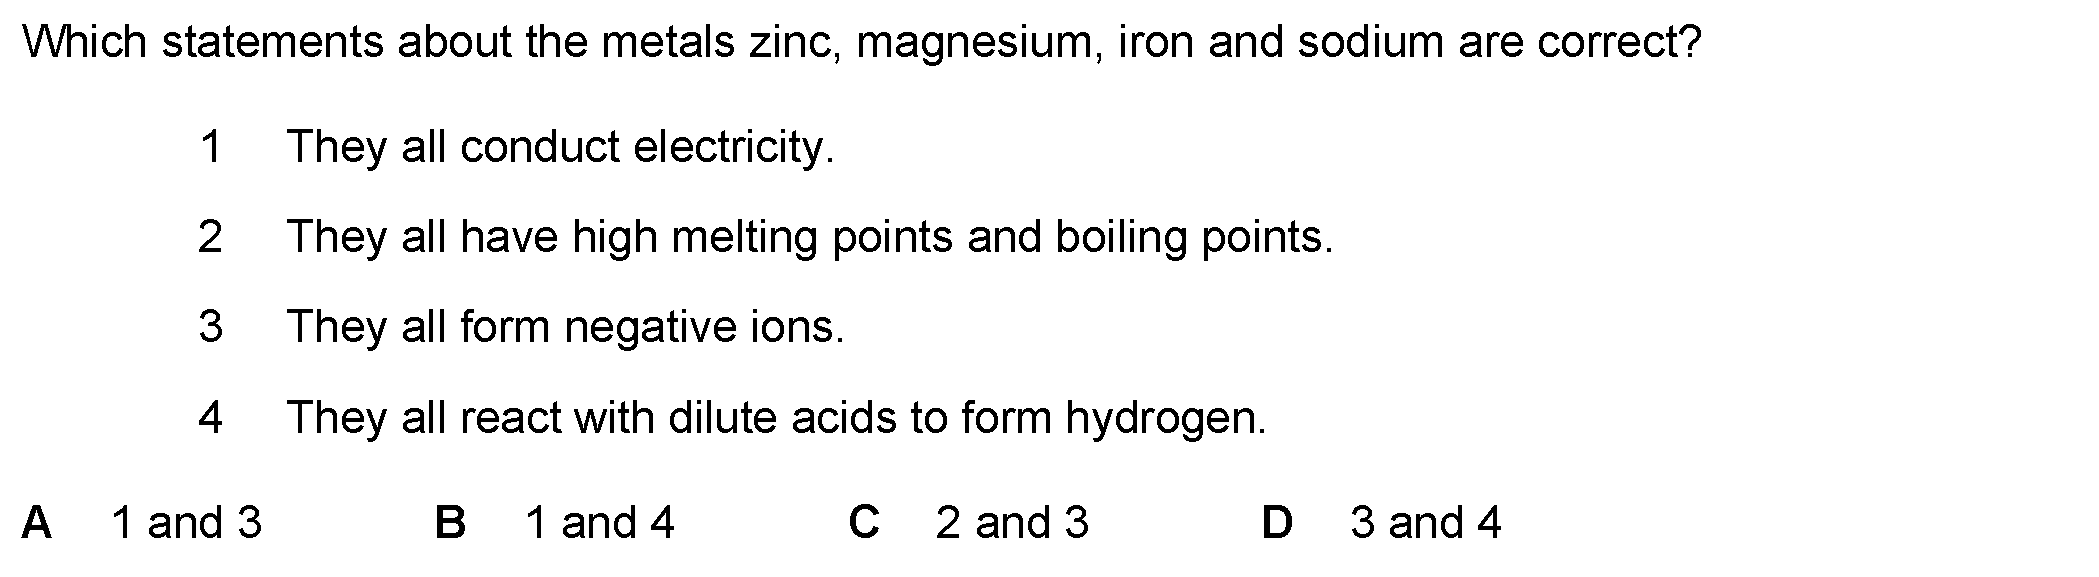 Which statements about the metals zinc, magnesium, iron and sodium are correct?
1 They all conduct electricity.
2 They all have high melting points and boiling points.
3 They all form negative ions.
4 They all react with dilute acids to form hydrogen.
A 1 and 3 B 1 and 4 C 2 and 3 D 3 and 4